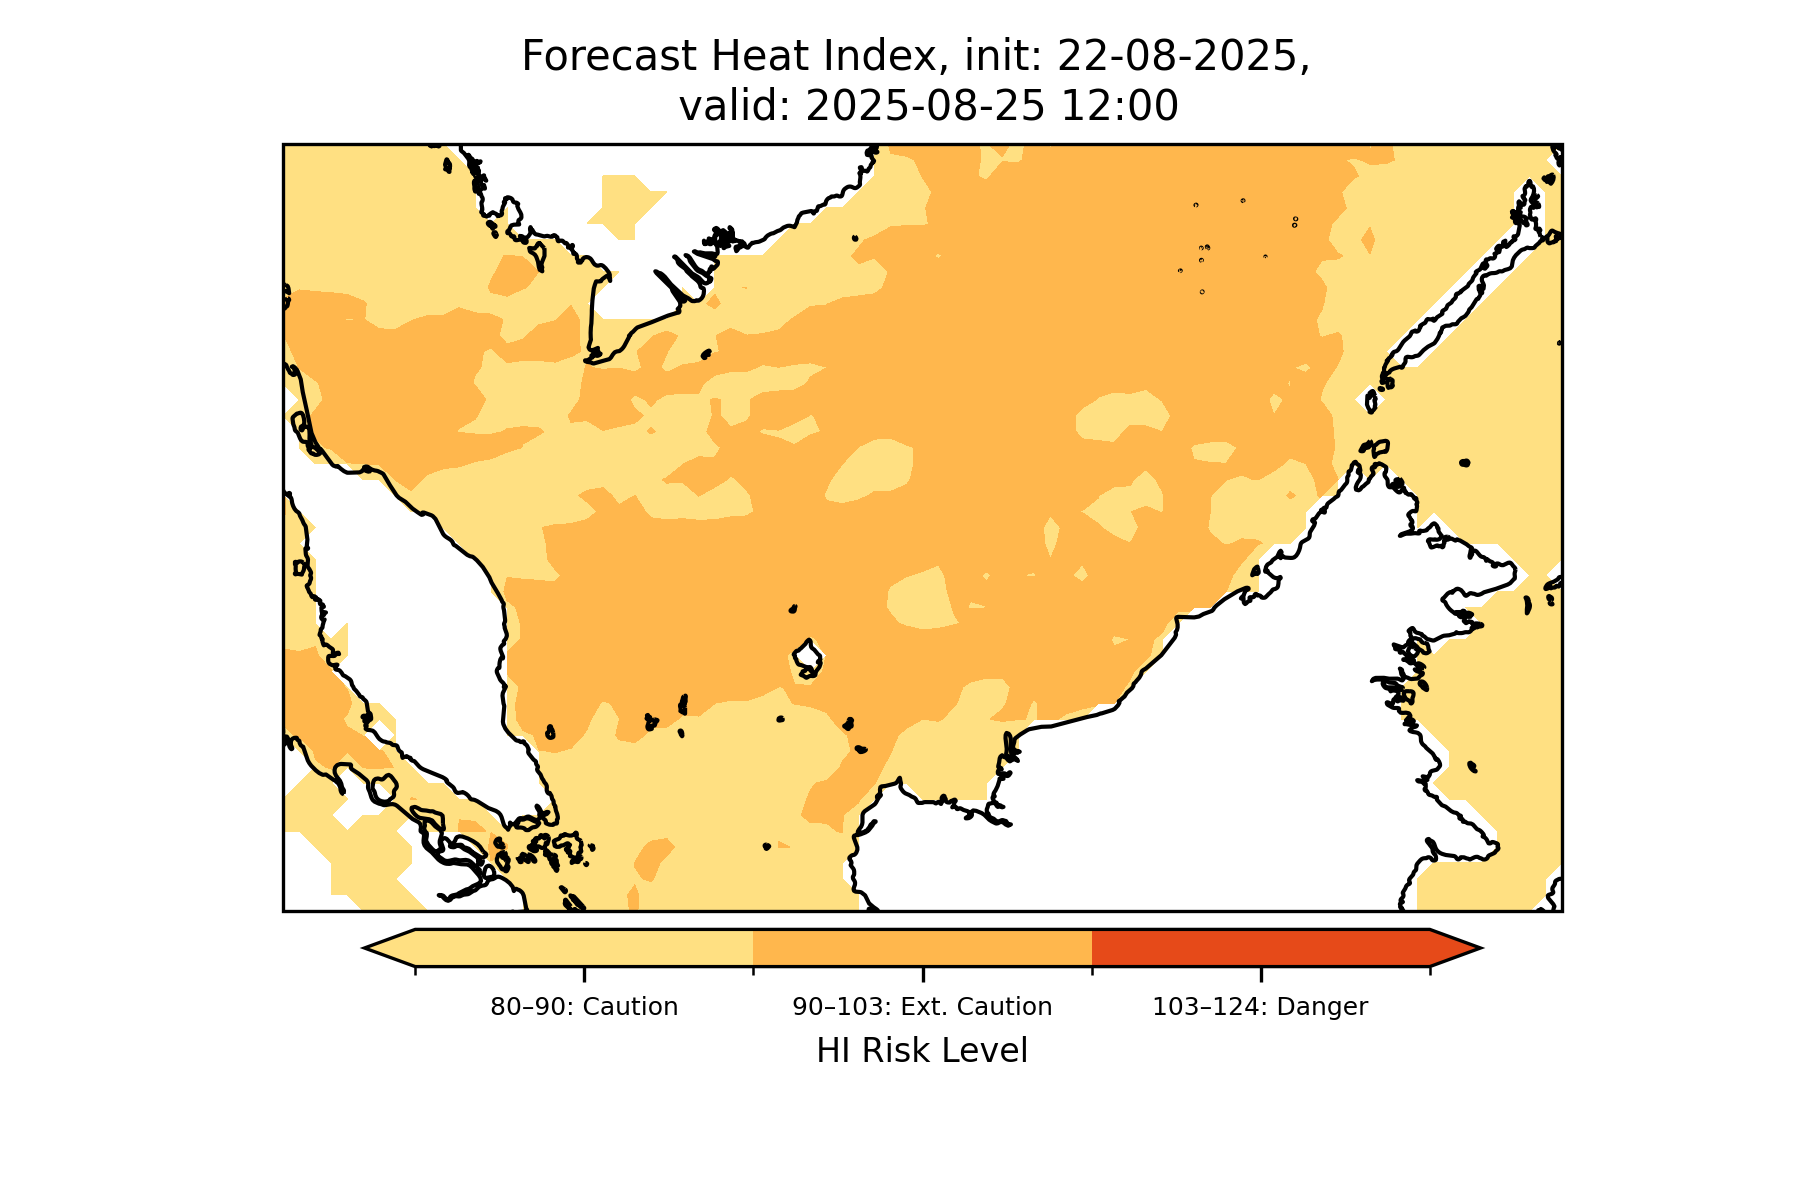 Forecast Heat Index, init: 22-08-2025,
valid: 2025-08-25 12:00
80–90: Caution
90–103: Ext. Caution
103–124: Danger
HI Risk Level